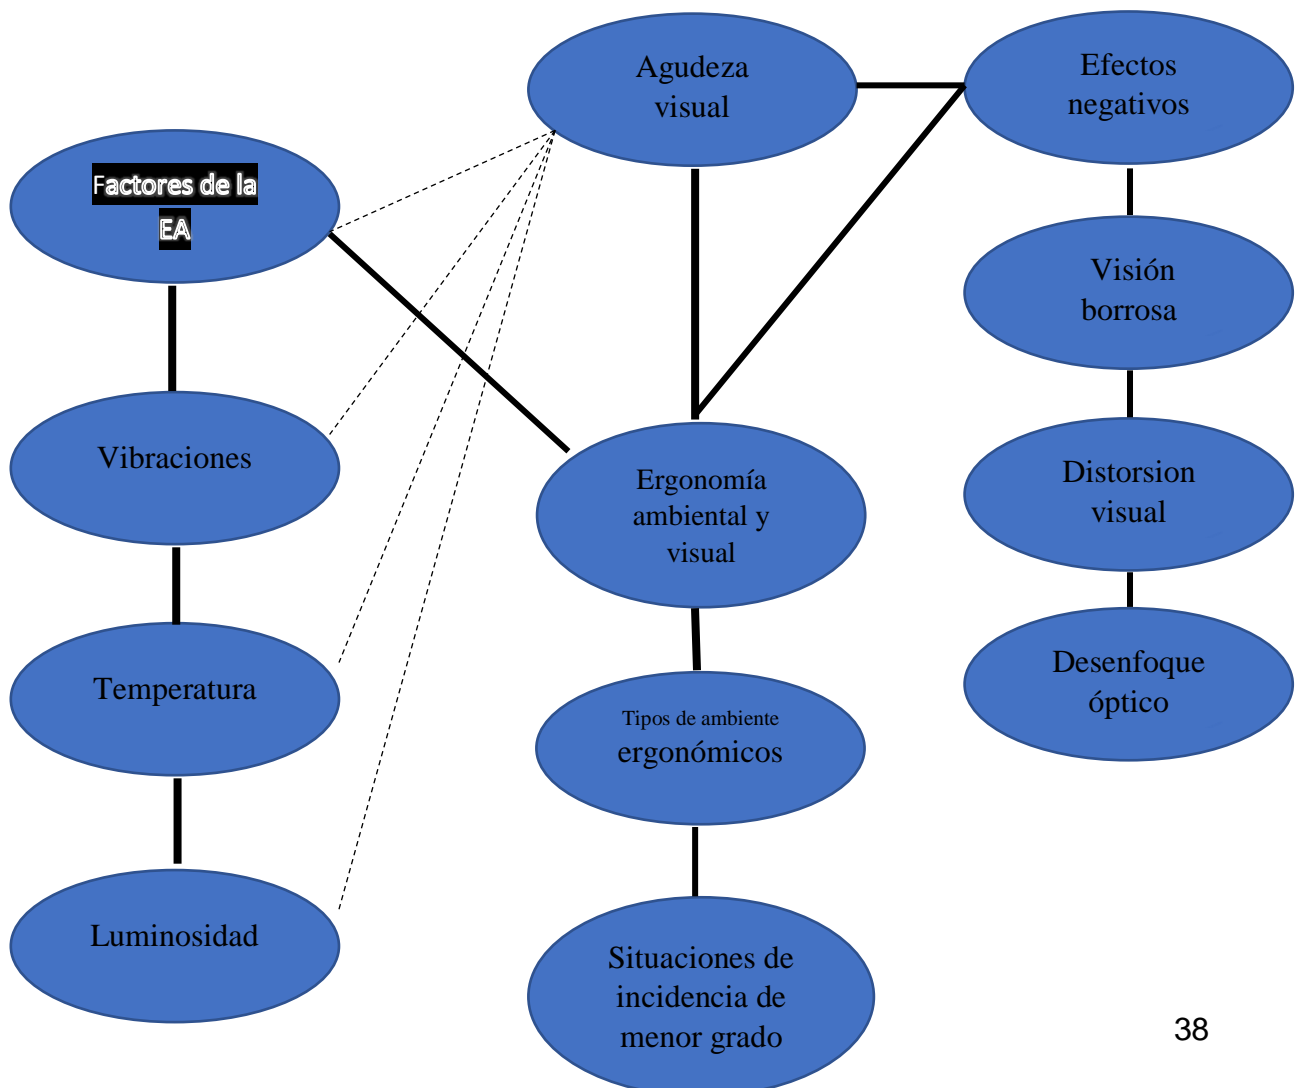 Agudeza
visual
Efectos
negativos
Factores de la
EA
Visión
borrosa
Vibraciones
Ergonomía
ambiental y
visual
Distorsion
visual
Temperatura
Tipos de ambiente
ergonómicos
Desenfoque
óptico
Luminosidad
Situaciones de
incidencia de
menor grado
38